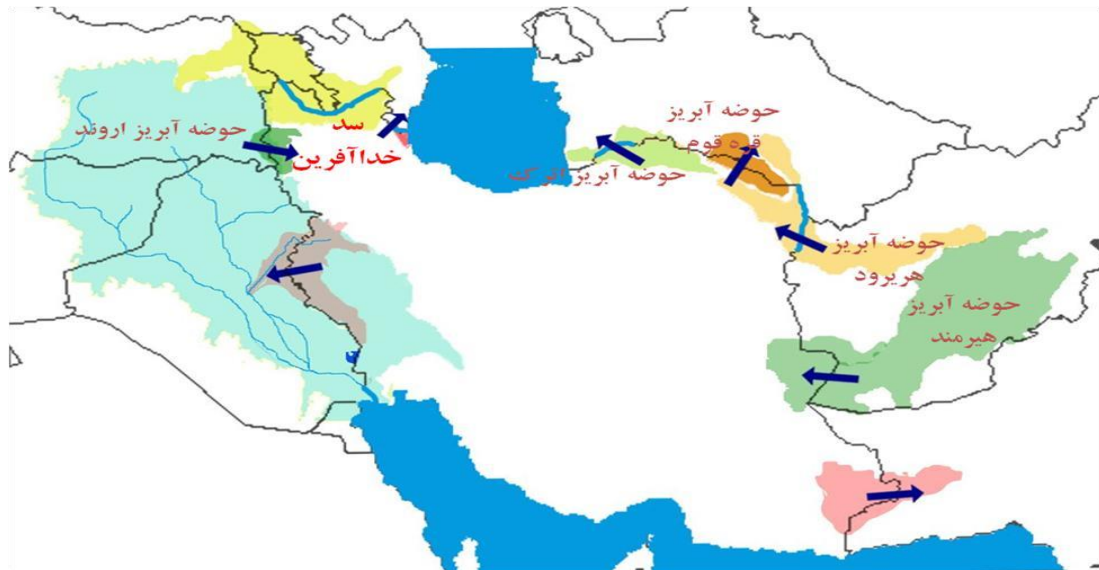 حوضه آبریز
قره قوم
سد
خداآفرین
حوضه آبریز اروند
حوضه آبریز اترک
حوضه آبریز
هریرود
حوضه آبریز
هیرمند